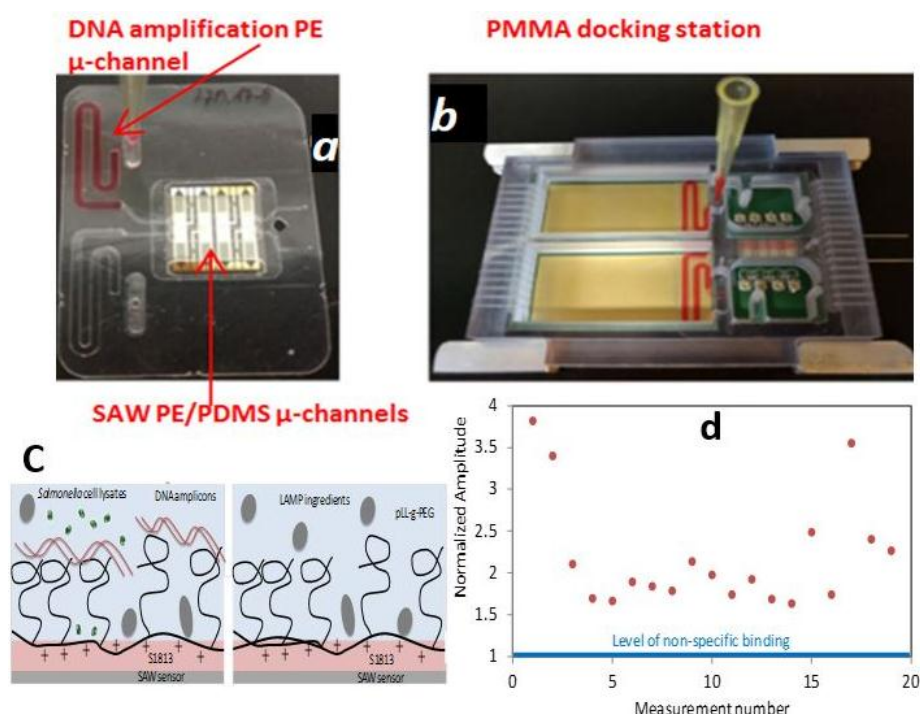 DNA amplification PE
μ-channel
PMMA docking station
a
b
SAW PE/PDMS μ-channels
C
Salmonella cell lysates
DNA amplicons
S1813
SAW sensor
LAMP ingredients
pLL-g-PEG
S1813
SAW sensor
d
Normalized Amplitude
4
3.5
3
2.5
2
1.5
1
Level of non-specific binding
0
5
10
15
20
Measurement number